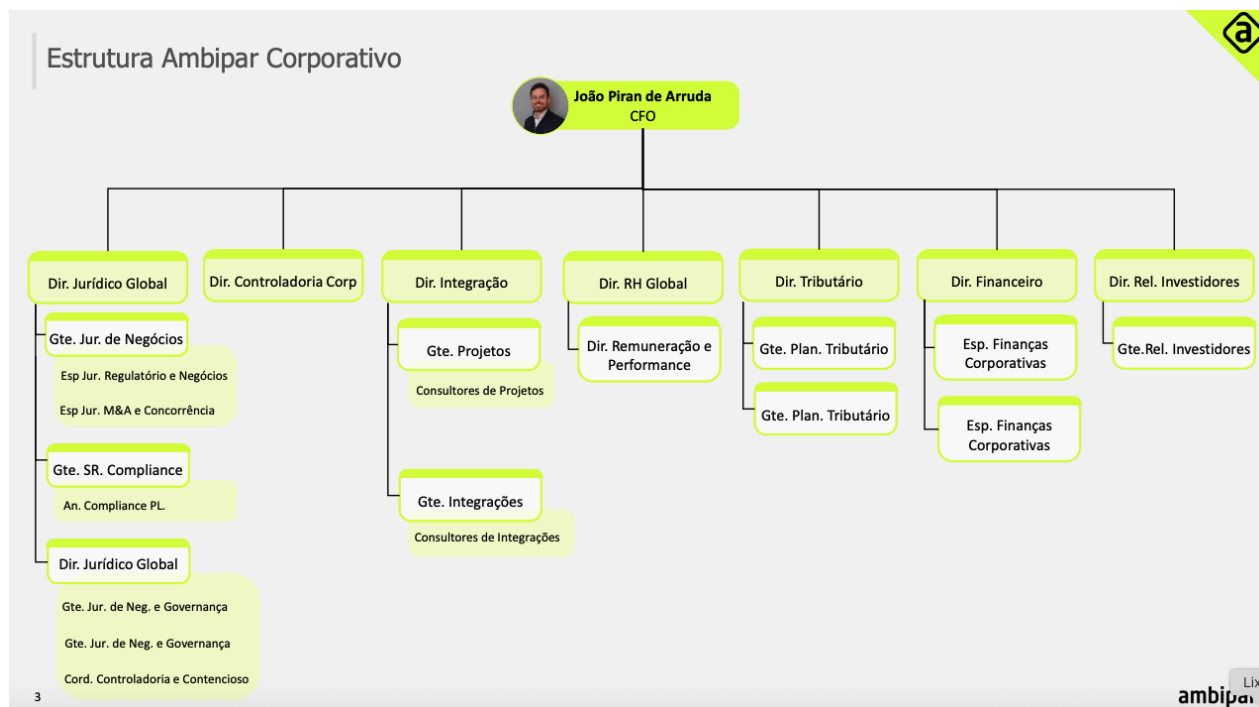 Estrutura Ambipar Corporativo
João Piran de Arruda
CFO
Dir. Jurídico Global
Dir. Controladoria Corp
Dir. Integração
Dir. RH Global
Dir. Tributário
Dir. Financeiro
Dir. Rel. Investidores
Gte. Jur. de Negócios
Esp Jur. Regulatório e Negócios
Esp Jur. M&A e Concorrência
Gte. SR. Compliance
An. Compliance PL.
Dir. Jurídico Global
Gte. Jur. de Neg. e Governança
Gte. Jur. de Neg. e Governança
Cord. Controladoria e Contencioso
Gte. Projetos
Consultores de Projetos
Gte. Integrações
Consultores de Integrações
Dir. Remuneração e
Performance
Gte. Plan. Tributário
Gte. Plan. Tributário
Esp. Finanças
Corporativas
Esp. Finanças
Corporativas
Gte.Rel. Investidores
3
ambipar